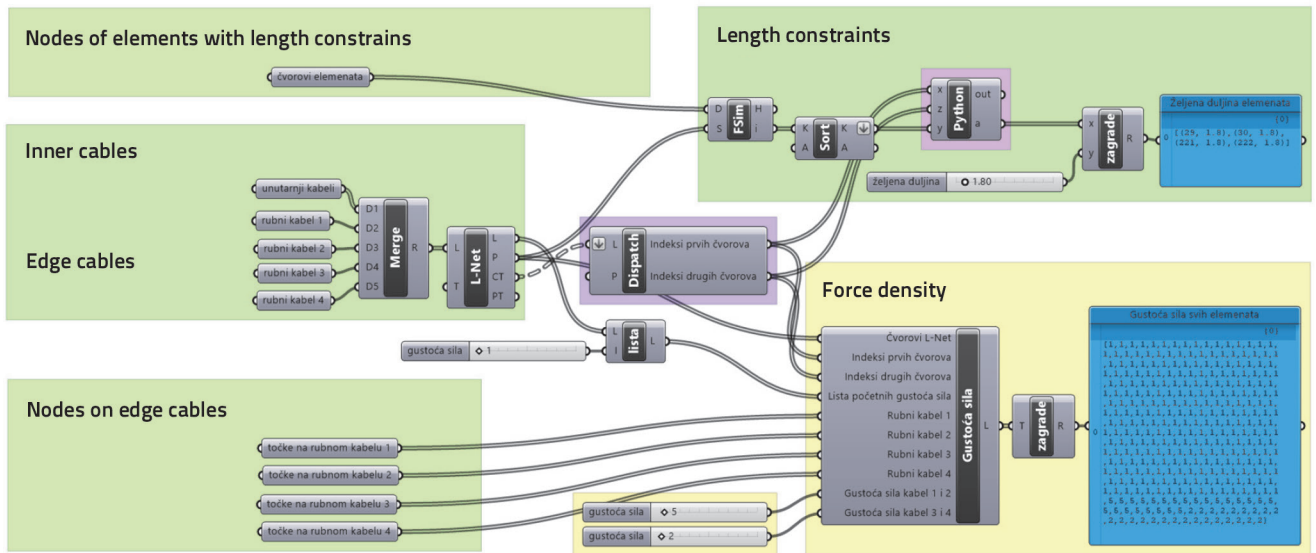 Nodes of elements with length constrains
čvorovi elemenata
Inner cables
Edge cables
unutarnji kabeli
rubni kabel 1
rubni kabel 2
rubni kabel 3
rubni kabel 4
D1
D2
D3
D4
D5
Merge
R
L
T
L-Net
L
P
CT
PT
Length constraints
D
S
FSim
H
i
K
A
Sort
K
A
x
z
y
Python
out
a
željena duljina
1.80
x
y
zagrade
R
Željena duljina elemenata
{0}
0
[(29, 1.8),(30, 1.8),
(221, 1.8),(222, 1.8)]
L
P
Dispatch
Indeksi prvih čvorova
Indeksi drugih čvorova
gustoća sila
1
L
I
lista
L
Force density
Čvorovi L-Net
Indeksi prvih čvorova
Indeksi drugih čvorova
Lista početnih gustoća sila
Rubni kabel 1
Rubni kabel 2
Rubni kabel 3
Rubni kabel 4
Gustoća sila kabel 1 i 2
Gustoća sila kabel 3 i 4
Gustoća sila
L
T
zagrade
R
Gustoća sila svih elemenata
{0}
0
Nodes on edge cables
točke na rubnom kabelu 1
točke na rubnom kabelu 2
točke na rubnom kabelu 3
točke na rubnom kabelu 4
gustoća sila
5
gustoća sila
2